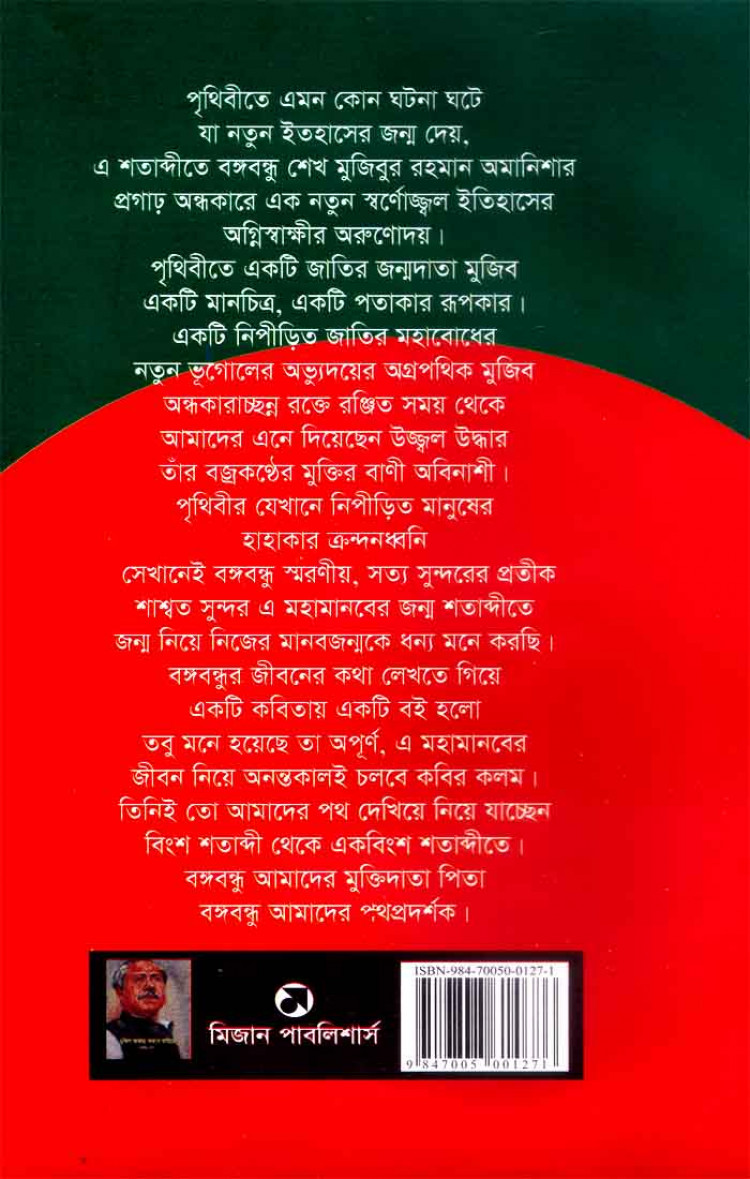 পৃথিবীতে এমন কোন ঘটনা ঘটে
যা নতুন ইতহাসের জন্ম দেয়,
এ শতাব্দীতে বঙ্গবন্ধু শেখ মুজিবুর রহমান অমানিশার
প্রগাঢ় অন্ধকারে এক নতুন স্বর্ণোজ্জ্বল ইতিহাসের
অগ্নিস্বাক্ষীর অরুণোদয়।
পৃথিবীতে একটি জাতির জন্মদাতা মুজিব
একটি মানচিত্র, একটি পতাকার রূপকার।
একটি নিপীড়িত জাতির মহাবোধের
নতুন ভূগোলের অভ্যুদয়ের অগ্রপথিক মুজিব
অন্ধকারাচ্ছন্ন রক্তে রঞ্জিত সময় থেকে
আমাদের এনে দিয়েছেন উজ্জ্বল উদ্ধার
তাঁর বজ্রকণ্ঠের মুক্তির বাণী অবিনাশী।
পৃথিবীর যেখানে নিপীড়িত মানুষের
হাহাকার ক্রন্দনধ্বনি
সেখানেই বঙ্গবন্ধু স্মরণীয়, সত্য সুন্দরের প্রতীক
শাশ্বত সুন্দর এ মহামানবের জন্ম শতাব্দীতে
জন্ম নিয়ে নিজের মানবজন্মকে ধন্য মনে করছি।
বঙ্গবন্ধুর জীবনের কথা লেখতে গিয়ে
একটি কবিতায় একটি বই হলো
তবু মনে হয়েছে তা অপূর্ণ, এ মহামানবের
জীবন নিয়ে অনন্তকালই চলবে কবির কলম।
তিনিই তো আমাদের পথ দেখিয়ে নিয়ে যাচ্ছেন
বিংশ শতাব্দী থেকে একবিংশ শতাব্দীতে।
বঙ্গবন্ধু আমাদের মুক্তিদাতা পিতা
বঙ্গবন্ধু আমাদের পথপ্রদর্শক।
মিজান পাবলিশার্স
ISBN-984-70050-0127-1
9 847005 001271